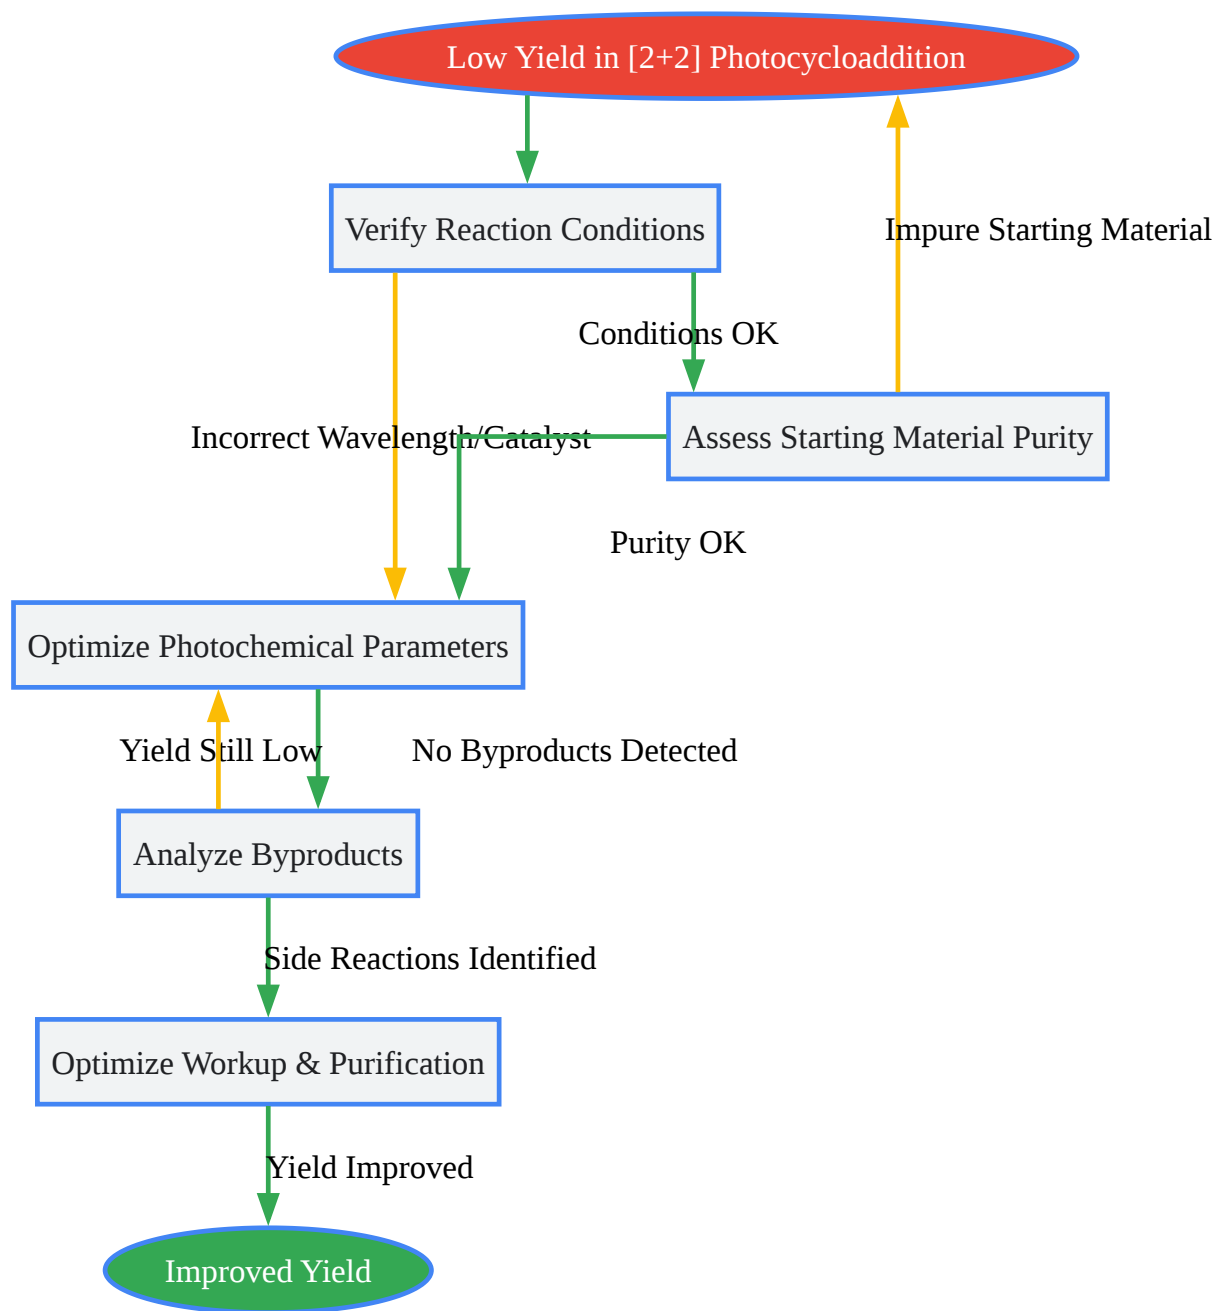 Low Yield in [2+2] Photocycloaddition
Verify Reaction Conditions
Impure Starting Material
Conditions OK
Incorrect Wavelength/Catalyst
Assess Starting Material Purity
Purity OK
Optimize Photochemical Parameters
Yield Still Low
No Byproducts Detected
Analyze Byproducts
Side Reactions Identified
Optimize Workup & Purification
Yield Improved
Improved Yield